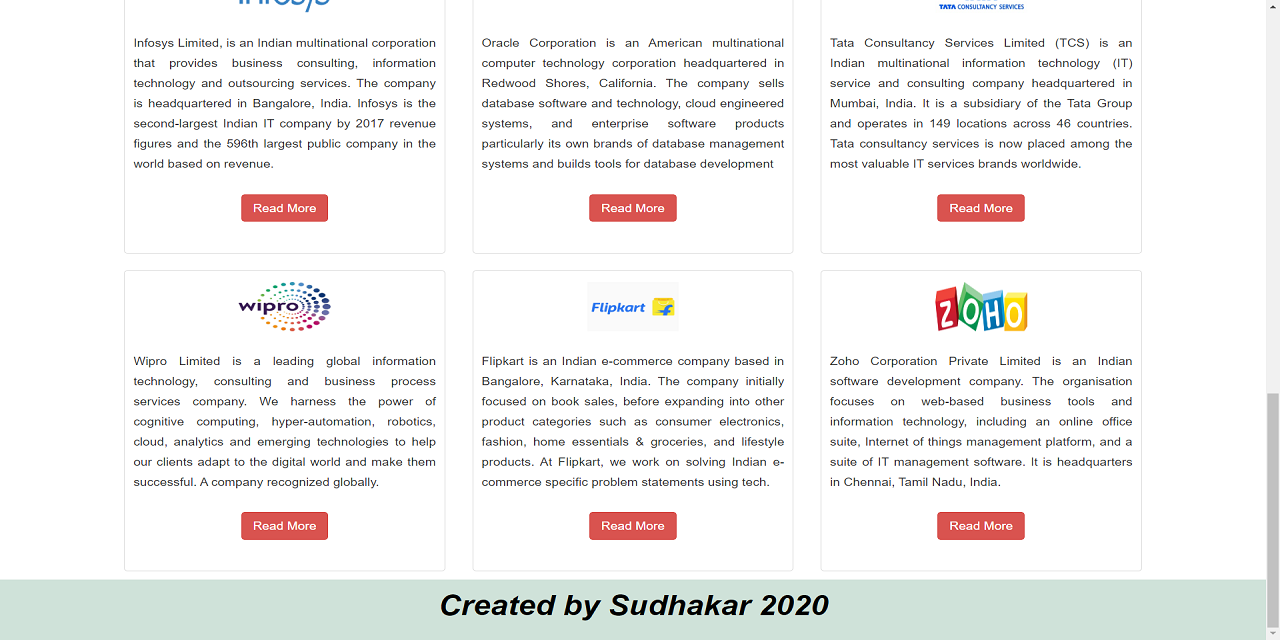 infosys
TATA CONSULTANCY SERVICES
Infosys Limited, is an Indian multinational corporation
that provides business consulting, information
technology and outsourcing services. The company
is headquartered in Bangalore, India. Infosys is the
second-largest Indian IT company by 2017 revenue
figures and the 596th largest public company in the
world based on revenue.
Read More
Oracle Corporation is an American multinational
computer technology corporation headquartered in
Redwood Shores, California. The company sells
database software and technology, cloud engineered
systems, and enterprise software products
particularly its own brands of database management
systems and builds tools for database development
Read More
Tata Consultancy Services Limited (TCS) is an
Indian multinational information technology (IT)
service and consulting company headquartered in
Mumbai, India. It is a subsidiary of the Tata Group
and operates in 149 locations across 46 countries.
Tata consultancy services is now placed among the
most valuable IT services brands worldwide.
Read More
wipro
Wipro Limited is a leading global information
technology, consulting and business process
services company. We harness the power of
cognitive computing, hyper-automation, robotics,
cloud, analytics and emerging technologies to help
our clients adapt to the digital world and make them
successful. A company recognized globally.
Read More
Flipkart
Flipkart is an Indian e-commerce company based in
Bangalore, Karnataka, India. The company initially
focused on book sales, before expanding into other
product categories such as consumer electronics,
fashion, home essentials & groceries, and lifestyle
products. At Flipkart, we work on solving Indian e-
commerce specific problem statements using tech.
Read More
ZOHO
Zoho Corporation Private Limited is an Indian
software development company. The organisation
focuses on web-based business tools and
information technology, including an online office
suite, Internet of things management platform, and a
suite of IT management software. It is headquarters
in Chennai, Tamil Nadu, India.
Read More
Created by Sudhakar 2020